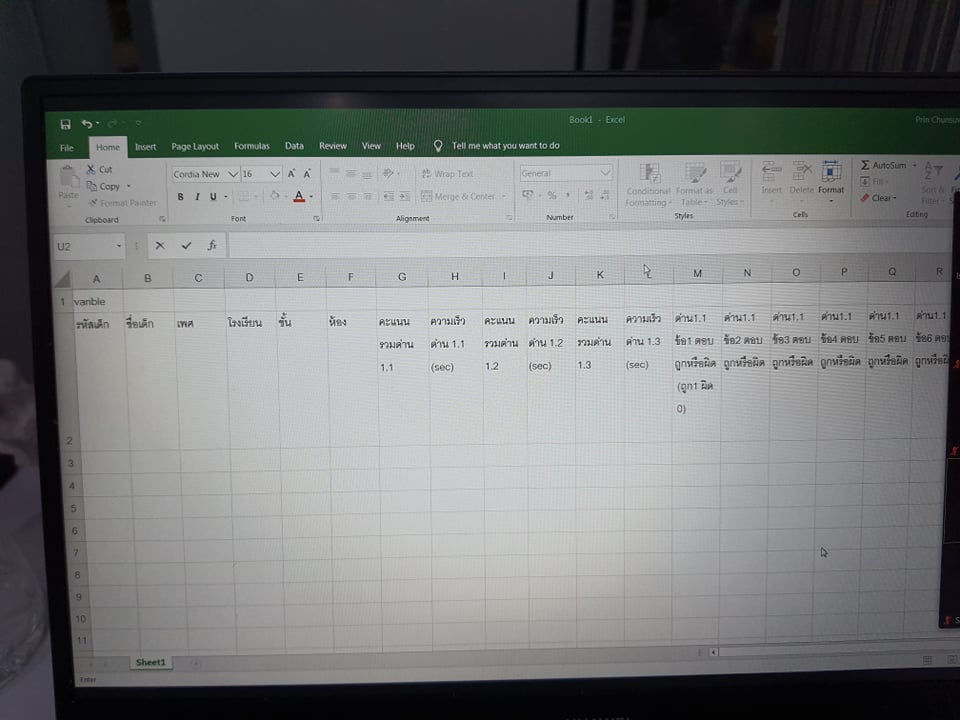 Book1 - Excel
File Home Insert Page Layout Formulas Data Review View Help Tell me what you want to do
Paste
Cut
Copy
Format Painter
Clipboard
Cordia New 16
B I U
Font
Wrap Text
Merge & Center
Alignment
General
Number
Conditional Formatting
Format as Table
Cell Styles
Styles
Insert Delete Format
Cells
AutoSum
Fill
Clear
Sort &
Filter
Editing
U2
A B C D E F G H I J K L M N O P Q R
1 varible
2 รหัสเด็ก ชื่อเด็ก เพศ โรงเรียน ชั้น ห้อง
คะแนน
รวมด่าน
1.1
ความเร็ว
ด่าน 1.1
(sec)
คะแนน
รวมด่าน
1.2
ความเร็ว
ด่าน 1.2
(sec)
คะแนน
รวมด่าน
1.3
ความเร็ว
ด่าน 1.3
(sec)
ด่าน1.1
ข้อ1 ตอบ
ถูกหรือผิด
(ถูก1 ผิด
0)
ด่าน1.1
ข้อ2 ตอบ
ถูกหรือผิด
ด่าน1.1
ข้อ3 ตอบ
ถูกหรือผิด
ด่าน1.1
ข้อ4 ตอบ
ถูกหรือผิด
ด่าน1.1
ข้อ5 ตอบ
ถูกหรือผิด
ด่าน1.1
ข้อ6
3
4
5
6
7
8
9
10
11
Sheet1
Enter